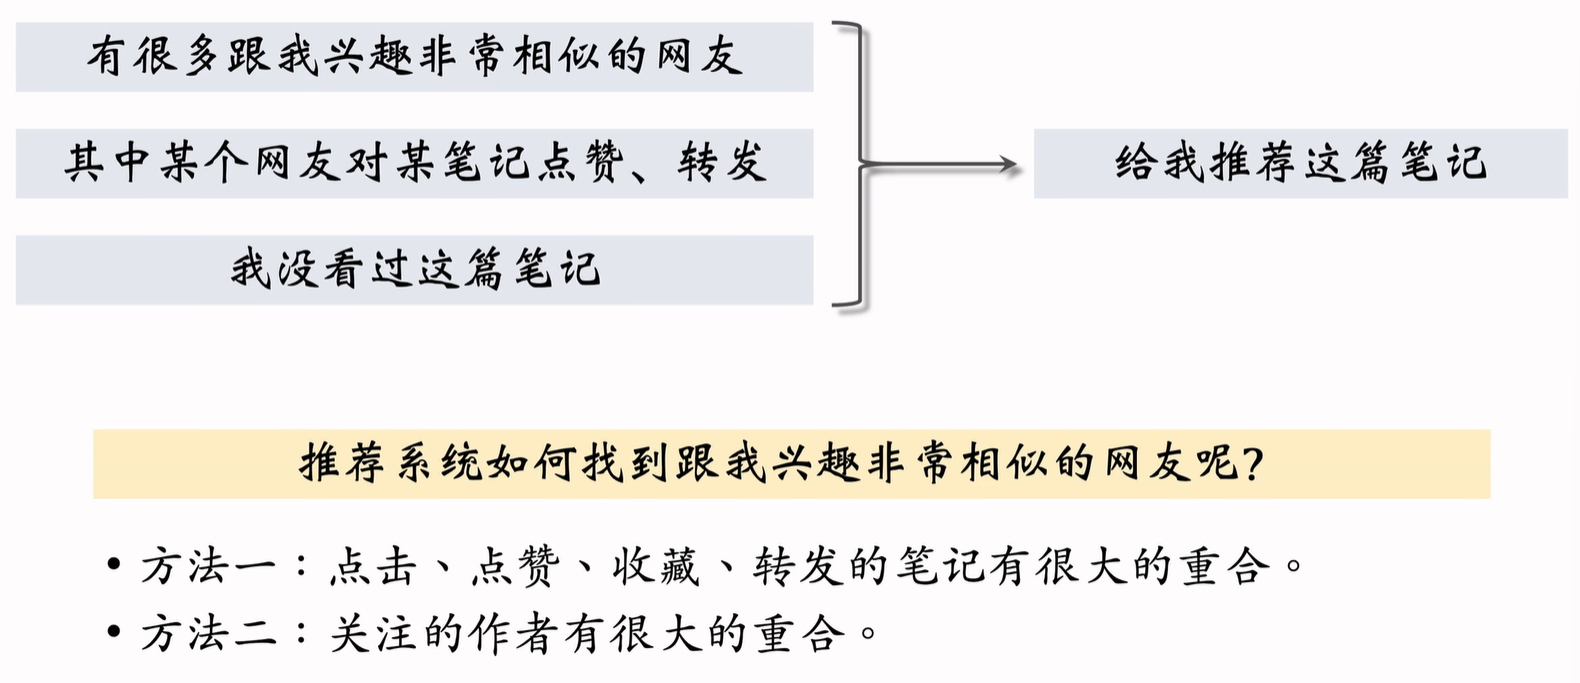 有很多跟我兴趣非常相似的网友
其中某个网友对某笔记点赞、转发
我没看过这篇笔记
给我推荐这篇笔记
推荐系统如何找到跟我兴趣非常相似的网友呢?
• 方法一：点击、点赞、收藏、转发的笔记有很大的重合。
• 方法二：关注的作者有很大的重合。